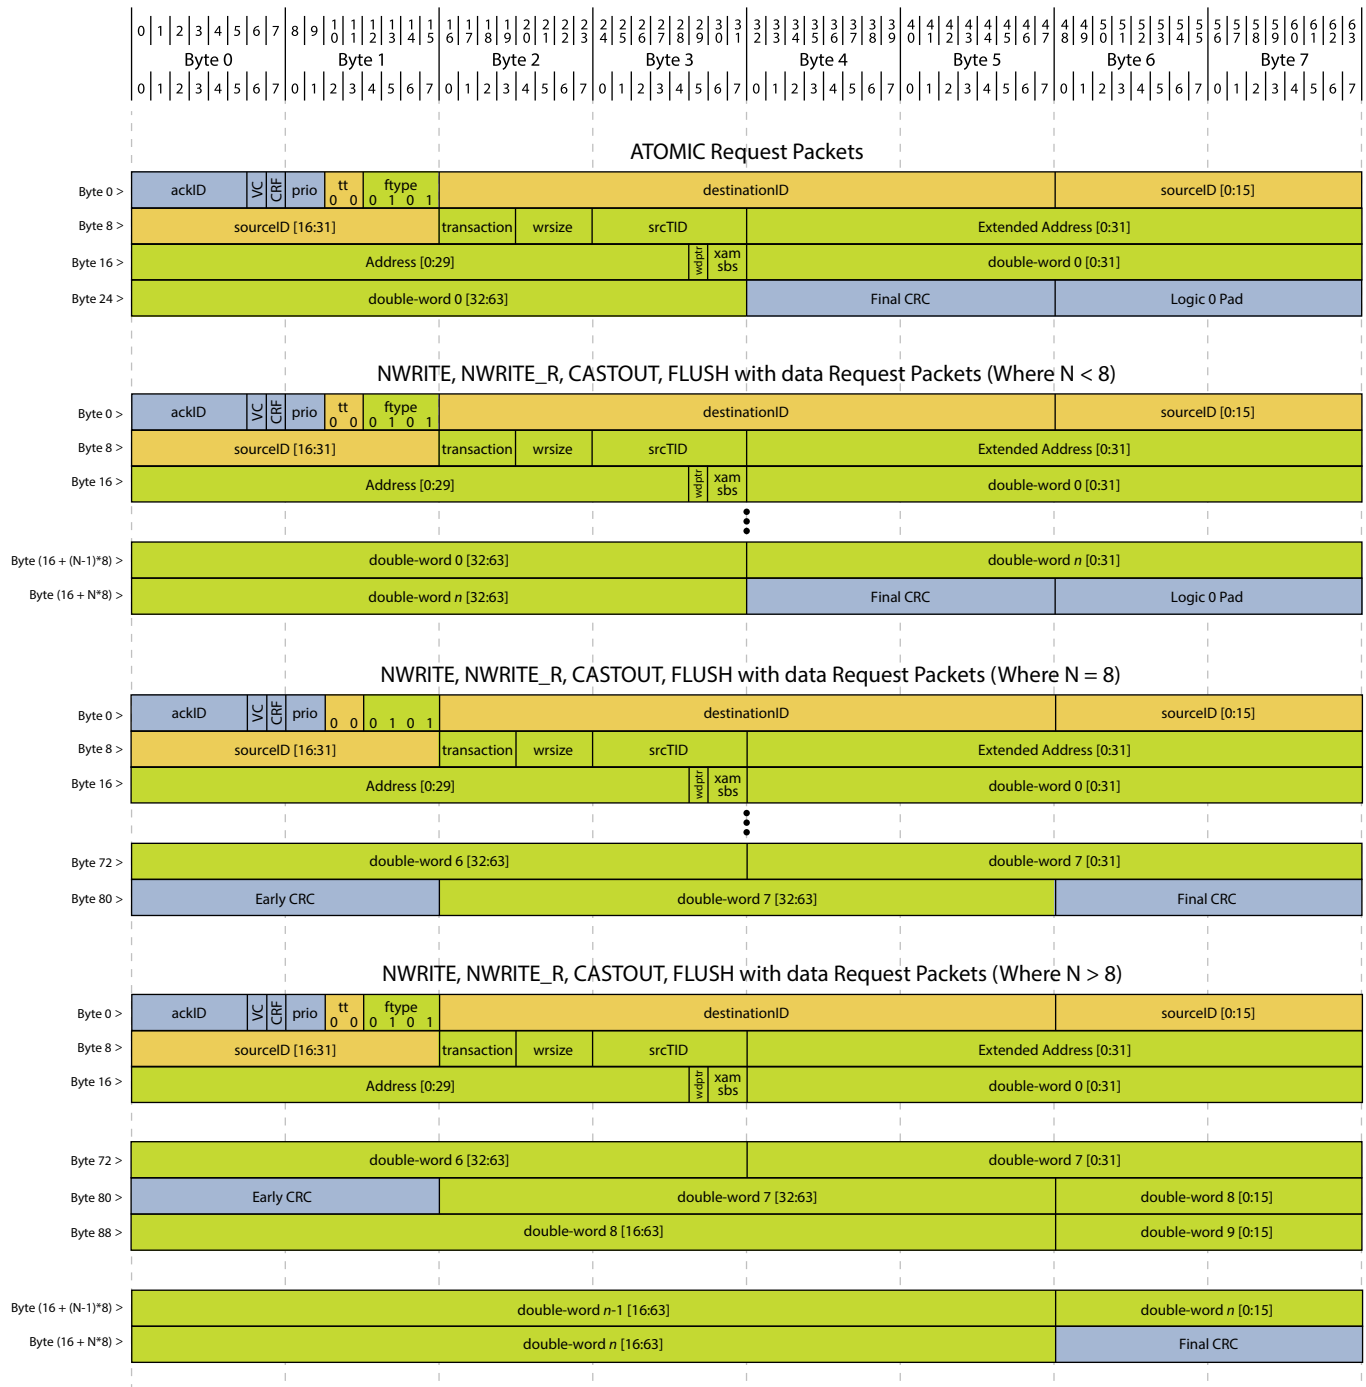 0 1 2 3 4 5 6 7 8 9 10 11 12 13 14 15 16 17 18 19 20 21 22 23 24 25 26 27 28 29 30 31 32 33 34 35 36 37 38 39 40 41 42 43 44 45 46 47 48 49 50 51 52 53 54 55 56 57 58 59 60 61 62 63
Byte 0 Byte 1 Byte 2 Byte 3 Byte 4 Byte 5 Byte 6 Byte 7
0 1 2 3 4 5 6 7 0 1 2 3 4 5 6 7 0 1 2 3 4 5 6 7 0 1 2 3 4 5 6 7 0 1 2 3 4 5 6 7 0 1 2 3 4 5 6 7 0 1 2 3 4 5 6 7 0 1 2 3 4 5 6 7
ATOMIC Request Packets
Byte 0 > ackID VC CRF prio tt 0 0 ftype 0 1 0 1 destinationID sourceID [0:15]
Byte 8 > sourceID [16:31] transaction wrsize srcTID Extended Address [0:31]
Byte 16 > Address [0:29] wdptr xam sbs double-word 0 [0:31]
Byte 24 > double-word 0 [32:63] Final CRC Logic 0 Pad
NWRITE, NWRITE_R, CASTOUT, FLUSH with data Request Packets (Where N < 8)
Byte 0 > ackID VC CRF prio tt 0 0 ftype 0 1 0 1 destinationID sourceID [0:15]
Byte 8 > sourceID [16:31] transaction wrsize srcTID Extended Address [0:31]
Byte 16 > Address [0:29] wdptr xam sbs double-word 0 [0:31]
Byte (16 + (N-1)*8) > double-word 0 [32:63] double-word n [0:31]
Byte (16 + N*8) > double-word n [32:63] Final CRC Logic 0 Pad
NWRITE, NWRITE_R, CASTOUT, FLUSH with data Request Packets (Where N = 8)
Byte 0 > ackID VC CRF prio 0 0 0 1 0 1 destinationID sourceID [0:15]
Byte 8 > sourceID [16:31] transaction wrsize srcTID Extended Address [0:31]
Byte 16 > Address [0:29] wdptr xam sbs double-word 0 [0:31]
Byte 72 > double-word 6 [32:63] double-word 7 [0:31]
Byte 80 > Early CRC double-word 7 [32:63] Final CRC
NWRITE, NWRITE_R, CASTOUT, FLUSH with data Request Packets (Where N > 8)
Byte 0 > ackID VC CRF prio tt 0 0 ftype 0 1 0 1 destinationID sourceID [0:15]
Byte 8 > sourceID [16:31] transaction wrsize srcTID Extended Address [0:31]
Byte 16 > Address [0:29] wdptr xam sbs double-word 0 [0:31]
Byte 72 > double-word 6 [32:63] double-word 7 [0:31]
Byte 80 > Early CRC double-word 7 [32:63] double-word 8 [0:15]
Byte 88 > double-word 8 [16:63] double-word 9 [0:15]
Byte (16 + (N-1)*8) > double-word n-1 [16:63] double-word n [0:15]
Byte (16 + N*8) > double-word n [16:63] Final CRC